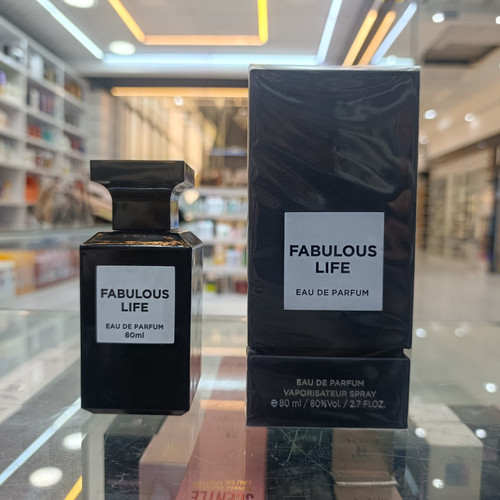 FABULOUS
LIFE
EAU DE PARFUM
80ml
FABULOUS
LIFE
EAU DE PARFUM
EAU DE PARFUM
VAPORISATEUR SPRAY
℮ 80 ml / 80%Vol. / 2.7 FL.OZ.